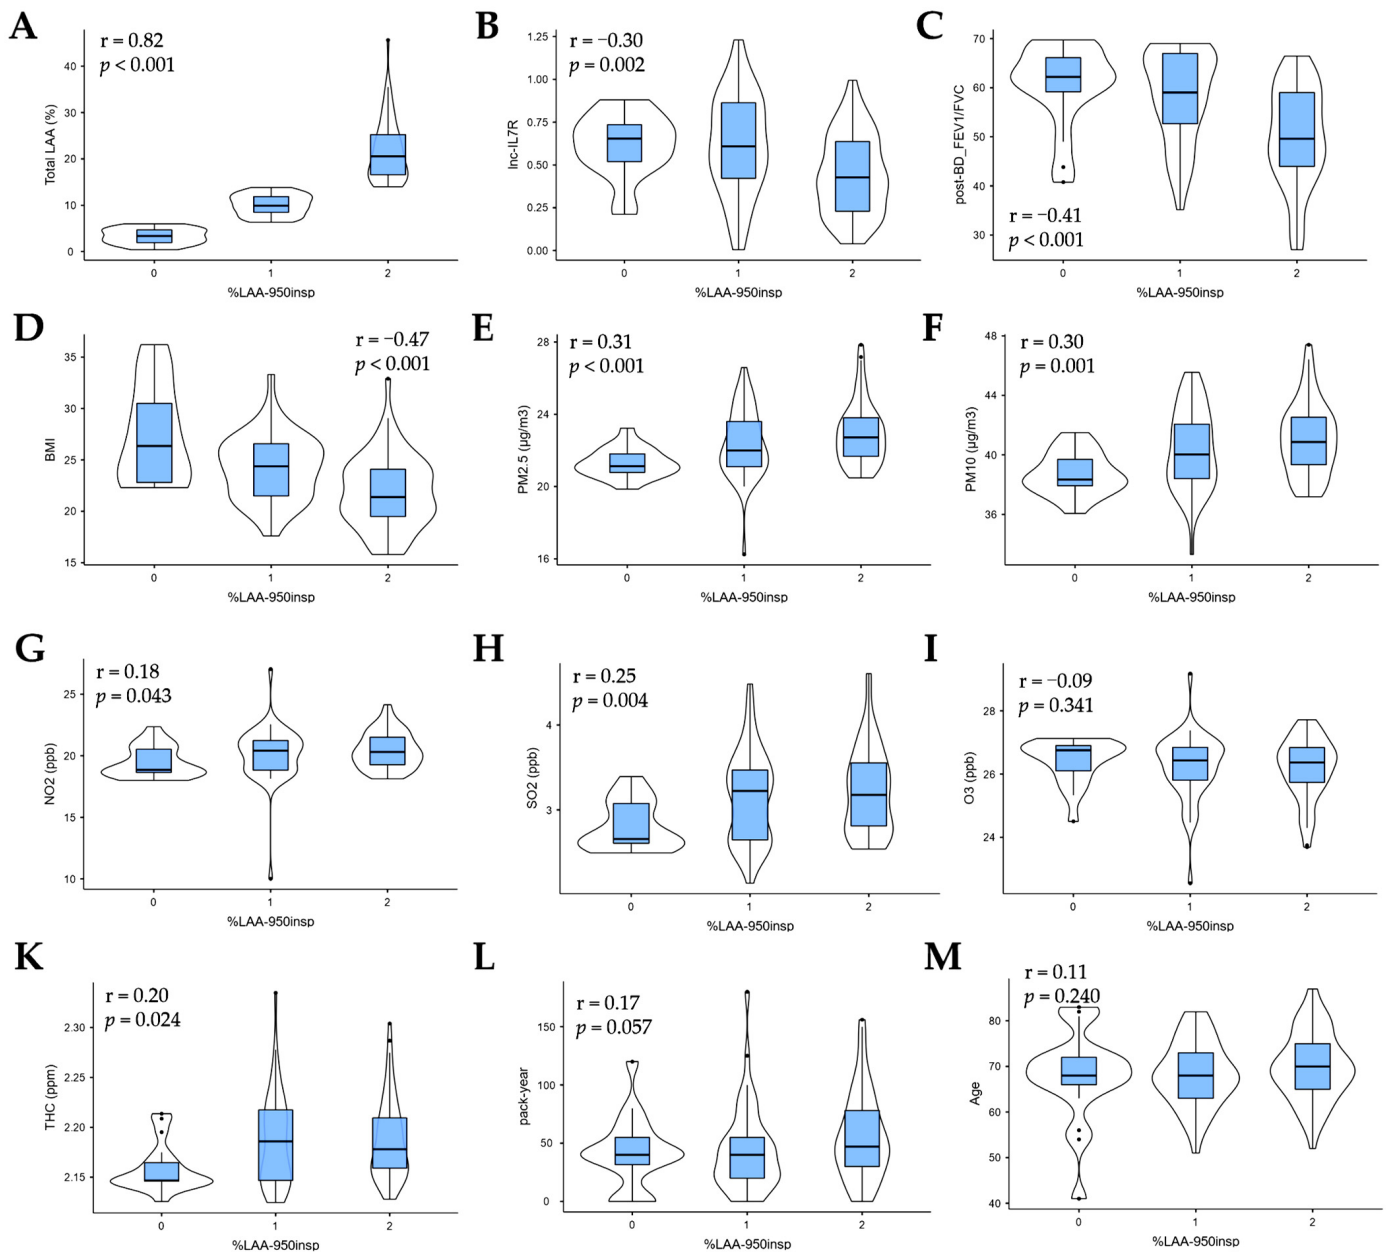 A
r = 0.82
p < 0.001
Total LAA (%)
40
30
20
10
0
0 1 2
%LAA-950insp
B
r = −0.30
p = 0.002
lnc-IL7R
1.25
1.00
0.75
0.50
0.25
0.00
0 1 2
%LAA-950insp
C
r = −0.41
p < 0.001
post-BD_FEV1/FVC
70
60
50
40
30
0 1 2
%LAA-950insp
D
r = −0.47
p < 0.001
BMI
35
30
25
20
15
0 1 2
%LAA-950insp
E
r = 0.31
p < 0.001
PM2.5 (µg/m3)
28
24
20
16
0 1 2
%LAA-950insp
F
r = 0.30
p = 0.001
PM10 (µg/m3)
48
44
40
36
0 1 2
%LAA-950insp
G
r = 0.18
p = 0.043
NO2 (ppb)
25
20
15
10
0 1 2
%LAA-950insp
H
r = 0.25
p = 0.004
SO2 (ppb)
4
3
0 1 2
%LAA-950insp
I
r = −0.09
p = 0.341
O3 (ppb)
28
26
24
0 1 2
%LAA-950insp
K
r = 0.20
p = 0.024
THC (ppm)
2.30
2.25
2.20
2.15
0 1 2
%LAA-950insp
L
r = 0.17
p = 0.057
pack-year
150
100
50
0
0 1 2
%LAA-950insp
M
r = 0.11
p = 0.240
Age
80
70
60
50
40
0 1 2
%LAA-950insp